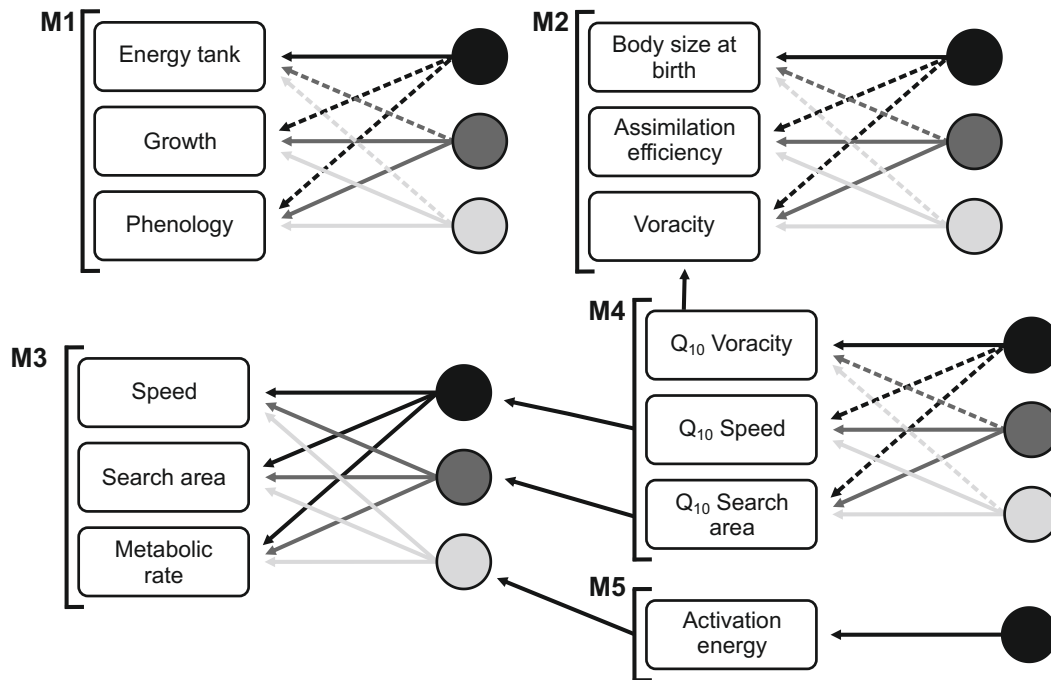 M1
Energy tank
Growth
Phenology
M2
Body size at
birth
Assimilation
efficiency
Voracity
M3
Speed
Search area
Metabolic
rate
M4
Q₁₀ Voracity
Q₁₀ Speed
Q₁₀ Search
area
M5
Activation
energy